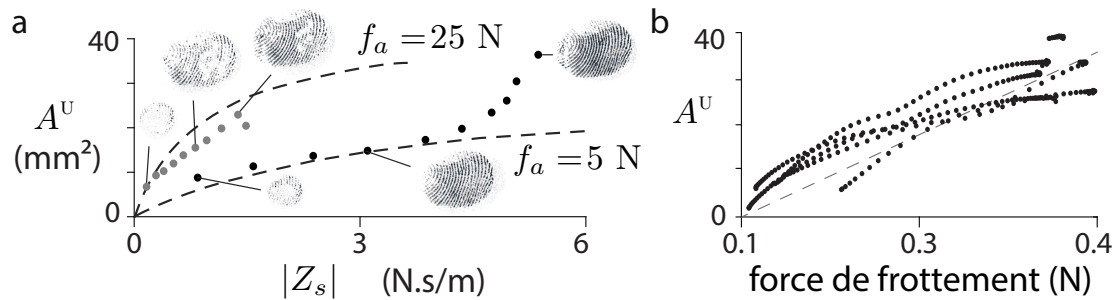 a
40
A^U
(mm²)
0
f_a = 25 N
f_a = 5 N
0
3
6
|Z_s| (N.s/m)
b
40
A^U
0
0.1
0.3
0.4
force de frottement (N)